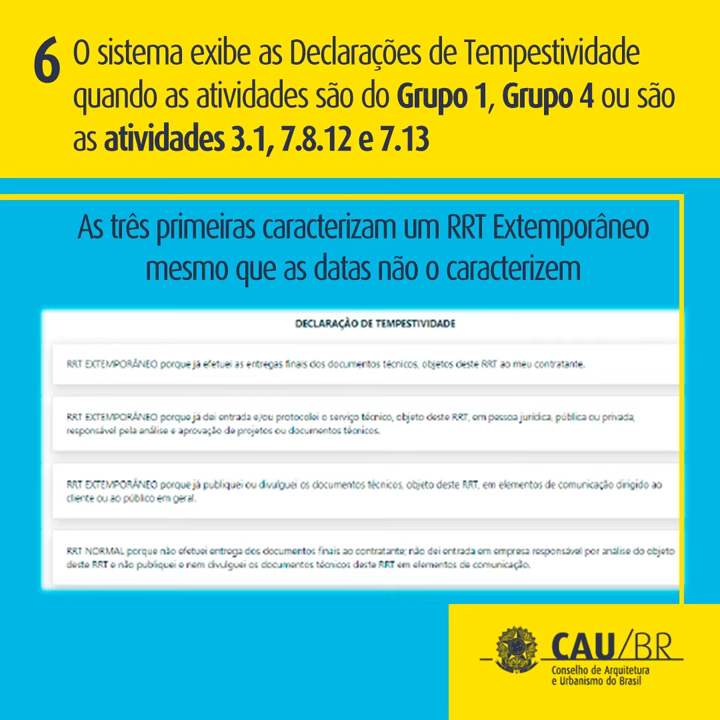 6 O sistema exibe as Declarações de Tempestividade
quando as atividades são do Grupo 1, Grupo 4 ou são
as atividades 3.1, 7.8.12 e 7.13
As três primeiras caracterizam um RRT Extemporâneo
mesmo que as datas não o caracterizem
DECLARAÇÃO DE TEMPESTIVIDADE
RRT EXTEMPORÂNEO porque já efetuei as entregas finais dos documentos técnicos, objetos deste RRT ao meu contratante.
RRT EXTEMPORÂNEO porque já dei entrada e/ou protocolei o serviço técnico, objeto deste RRT, em pessoa jurídica, pública ou privada,
responsável pela análise e aprovação de projetos ou documentos técnicos.
RRT EXTEMPORÂNEO porque já publiquei ou divulguei os documentos técnicos, objeto deste RRT, em elementos de comunicação dirigido ao
cliente ou ao público em geral.
RRT NORMAL porque não efetuei entrega dos documentos finais ao contratante; não dei entrada em empresa responsável por análise do objeto
deste RRT e não publiquei e nem divulguei os documentos técnicos deste RRT em elementos de comunicação.
CAU/BR
Conselho de Arquitetura
e Urbanismo do Brasil